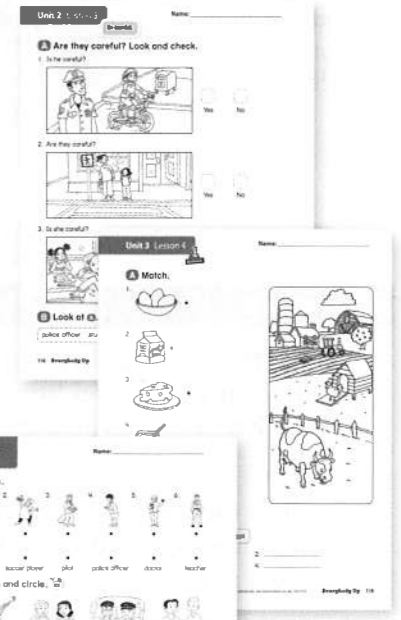 Unit 2
Name:
Be careful.
A Are they careful? Look and check.
1. Is he careful?
Yes No
2. Are they careful?
Yes No
3. Is she careful?
B Look at
police officer
116 Everybody Up
Unit 3 Lesson 4
Name:
A Match.
1.
2.
3.
4.
2.
4.
Everybody Up
Name:
2. 3. 4. 5. 6.
soccer player pilot police officer doctor teacher
and circle.